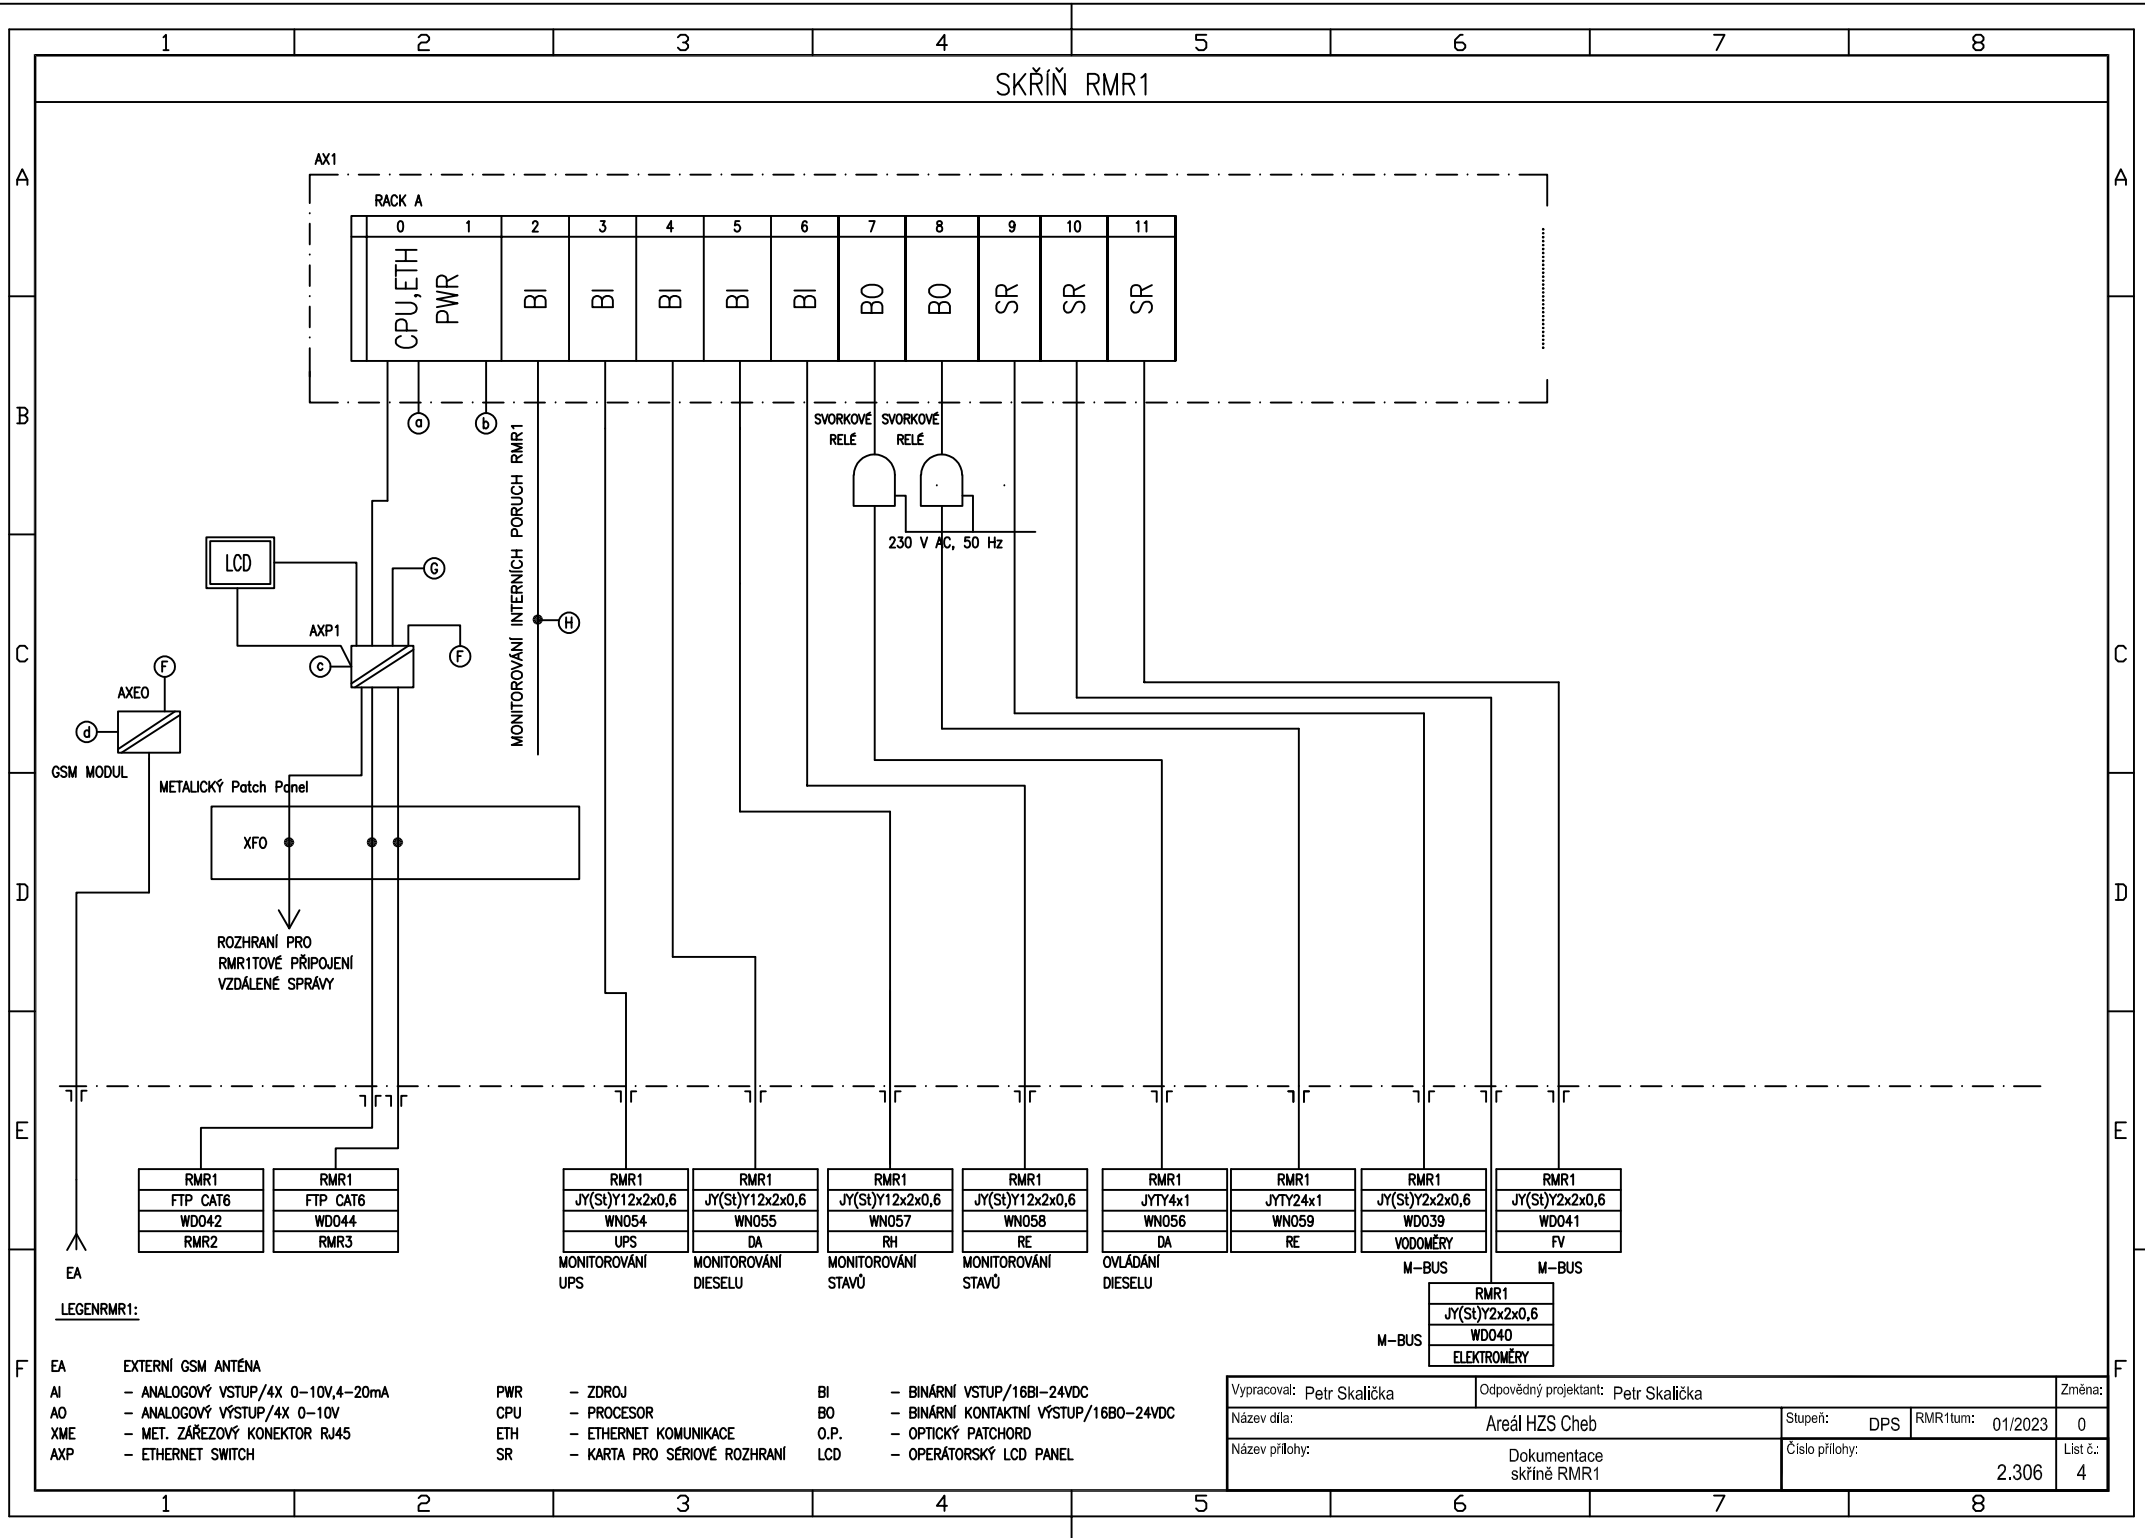 1 2 3 4 5 6 7 8
SKŘÍŇ RMR1
A A
AX1
RACK A
0 1 2 3 4 5 6 7 8 9 10 11
CPU,ETH
PWR
BI
BI
BI
BI
BI
BO
BO
SR
SR
SR
B
a
b
SVORKOVÉ
RELÉ
SVORKOVÉ
RELÉ
MONITOROVÁNÍ INTERNÍCH PORUCH RMR1
230 V AC, 50 Hz
LCD
G
H
AXP1
C C
F
c
F
AXEO
d
GSM MODUL
METALICKÝ Patch Panel
XFO
D D
ROZHRANÍ PRO
RMR1TOVÉ PŘIPOJENÍ
VZDÁLENÉ SPRÁVY
E E
RMR1
FTP CAT6
WD042
RMR2
RMR1
FTP CAT6
WD044
RMR3
RMR1
JY(St)Y12x2x0,6
WN054
UPS
MONITOROVÁNÍ
UPS
RMR1
JY(St)Y12x2x0,6
WN055
DA
MONITOROVÁNÍ
DIESELU
RMR1
JY(St)Y12x2x0,6
WN057
RH
MONITOROVÁNÍ
STAVŮ
RMR1
JY(St)Y12x2x0,6
WN058
RE
MONITOROVÁNÍ
STAVŮ
RMR1
JYTY4x1
WN056
DA
OVLÁDÁNÍ
DIESELU
RMR1
JYTY24x1
WN059
RE
RMR1
JY(St)Y2x2x0,6
WD039
VODOMĚRY
M-BUS
RMR1
JY(St)Y2x2x0,6
WD041
FV
M-BUS
RMR1
JY(St)Y2x2x0,6
WD040
ELEKTROMĚRY
M-BUS
EA
LEGENRMR1:
F F
EA EXTERNÍ GSM ANTÉNA
AI - ANALOGOVÝ VSTUP/4X 0-10V,4-20mA
AO - ANALOGOVÝ VÝSTUP/4X 0-10V
XME - MET. ZÁŘEZOVÝ KONEKTOR RJ45
AXP - ETHERNET SWITCH
PWR - ZDROJ
CPU - PROCESOR
ETH - ETHERNET KOMUNIKACE
SR - KARTA PRO SÉRIOVÉ ROZHRANÍ
BI - BINÁRNÍ VSTUP/16BI-24VDC
BO - BINÁRNÍ KONTAKTNÍ VÝSTUP/16BO-24VDC
O.P. - OPTICKÝ PATCHORD
LCD - OPERÁTORSKÝ LCD PANEL
Vypracoval: Petr Skalička Odpovědný projektant: Petr Skalička Změna:
Název díla: Areál HZS Cheb Stupeň: DPS RMR1tum: 01/2023 0
Název přílohy: Dokumentace
skříně RMR1
Číslo přílohy: 2.306
List č.: 4
1 2 3 4 5 6 7 8